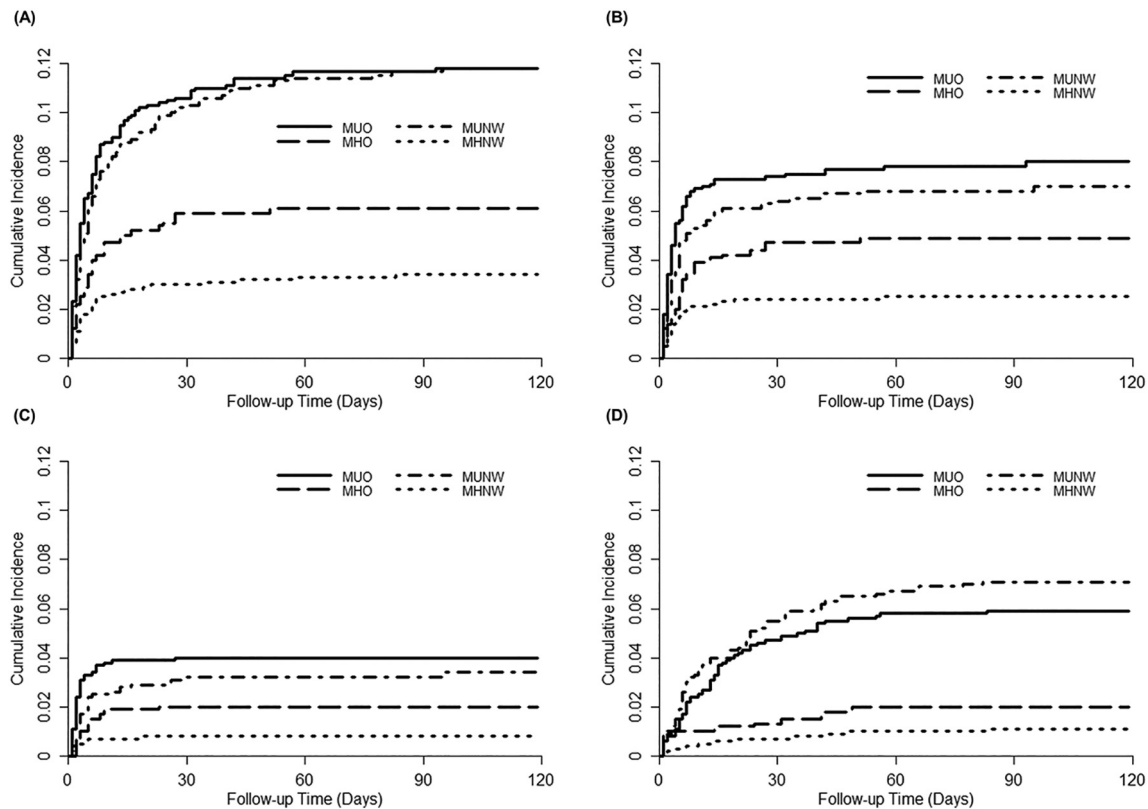 (A)
Cumulative Incidence
0 0.02 0.04 0.06 0.08 0.1 0.12
MUO MUNW
MHO MHNW
0 30 60 90 120
Follow-up Time (Days)
(B)
Cumulative Incidence
0 0.02 0.04 0.06 0.08 0.1 0.12
MUO MUNW
MHO MHNW
0 30 60 90 120
Follow-up Time (Days)
(C)
Cumulative Incidence
0 0.02 0.04 0.06 0.08 0.1 0.12
MUO MUNW
MHO MHNW
0 30 60 90 120
Follow-up Time (Days)
(D)
Cumulative Incidence
0 0.02 0.04 0.06 0.08 0.1 0.12
MUO MUNW
MHO MHNW
0 30 60 90 120
Follow-up Time (Days)